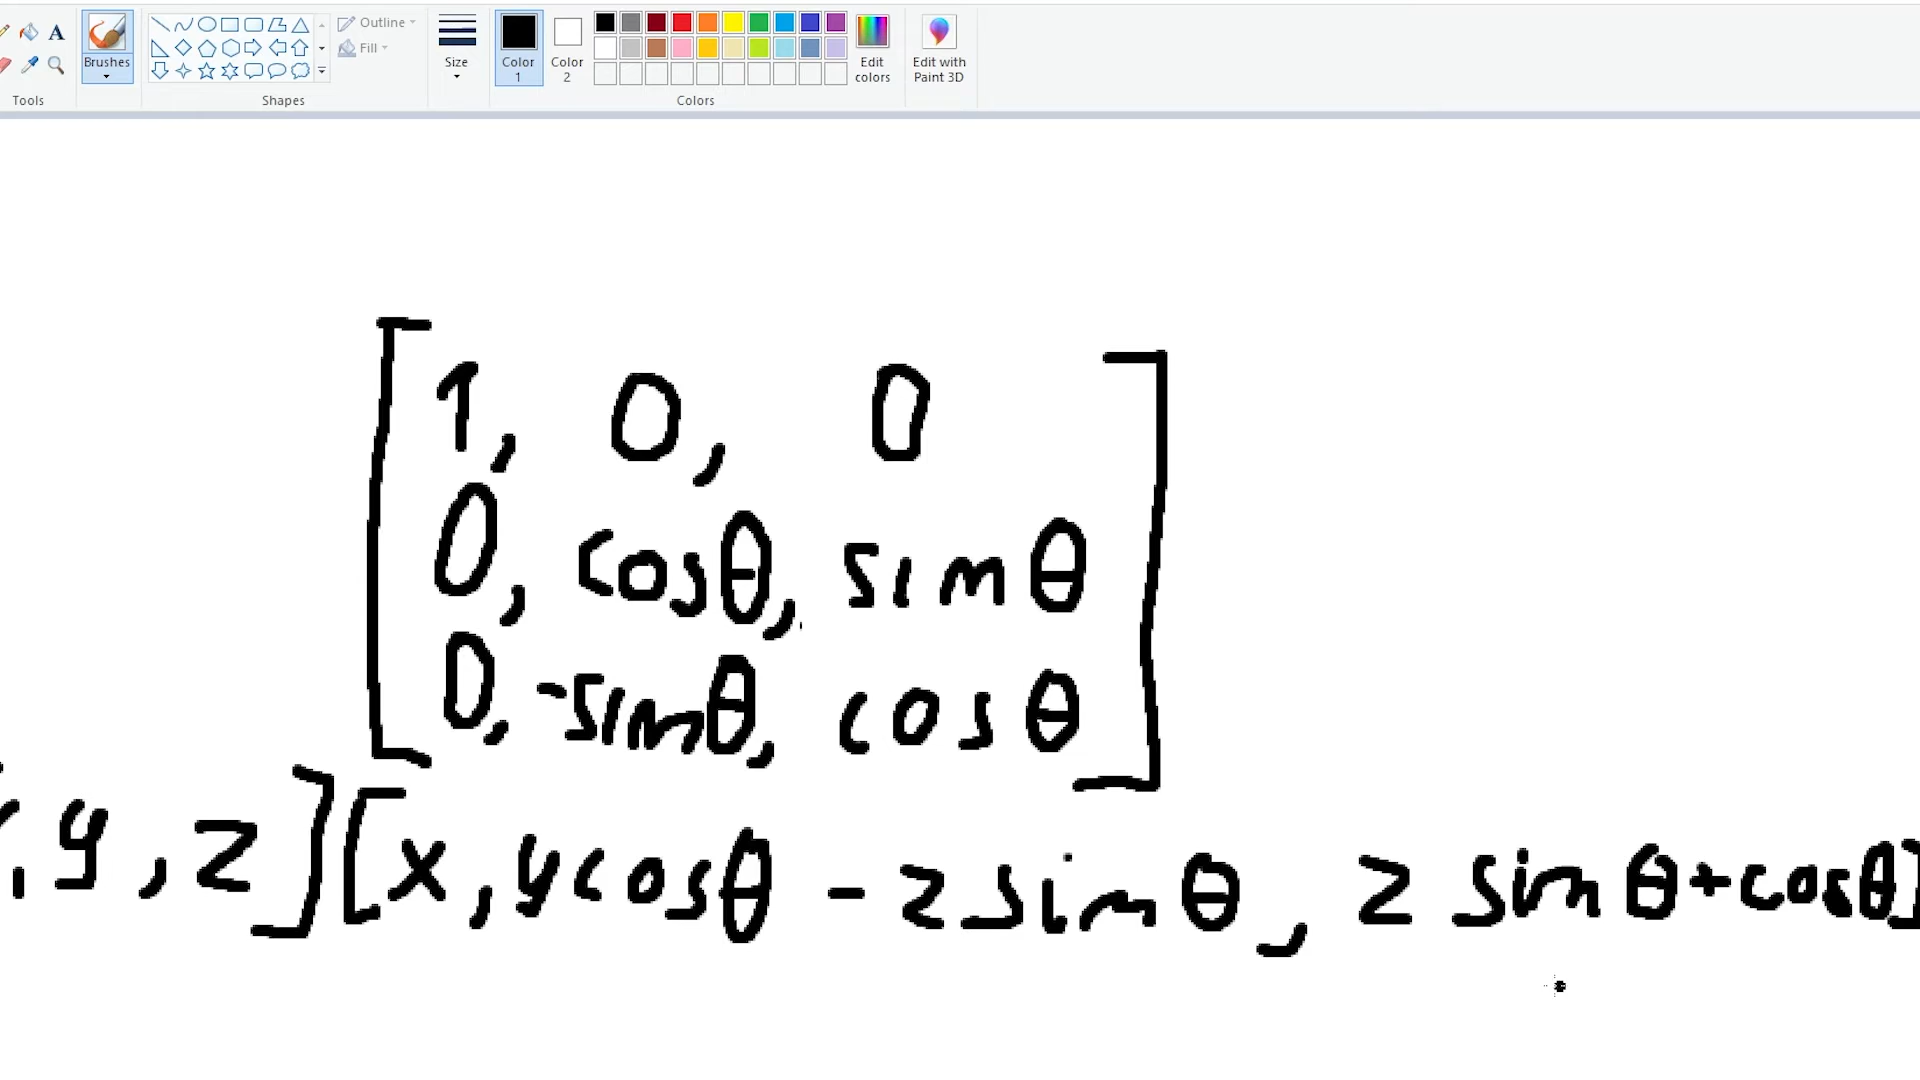 A Outline
Fill
Brushes
Size
Color
1
Color
2
Edit
colors
Edit with
Paint 3D
Tools
Shapes
Colors
1, 0, 0
0, cosθ, sinθ
0, -sinθ, cosθ
, y, z] [x, ycosθ - zsinθ, z sinθ+cosθ]